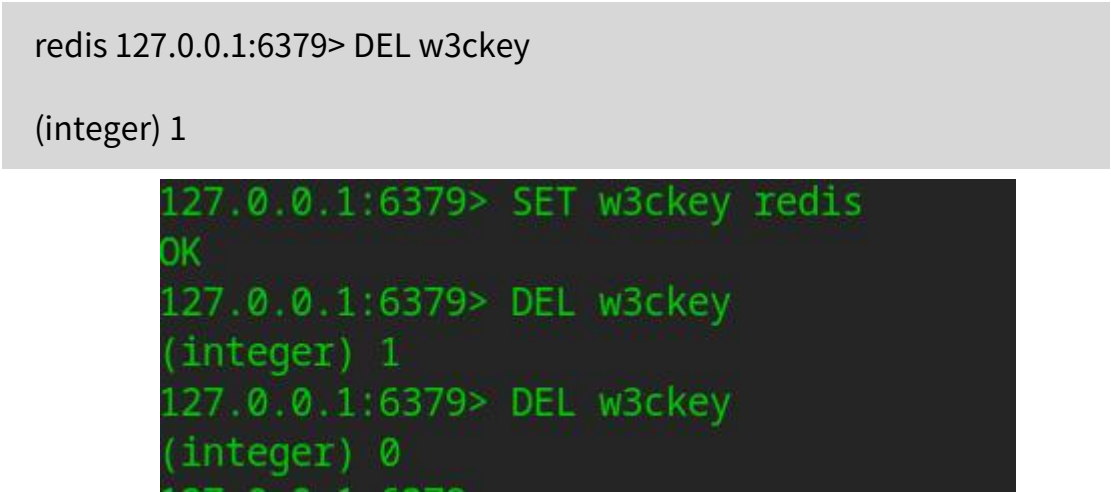 redis 127.0.0.1:6379> DEL w3ckey
(integer) 1
127.0.0.1:6379> SET w3ckey redis
OK
127.0.0.1:6379> DEL w3ckey
(integer) 1
127.0.0.1:6379> DEL w3ckey
(integer) 0